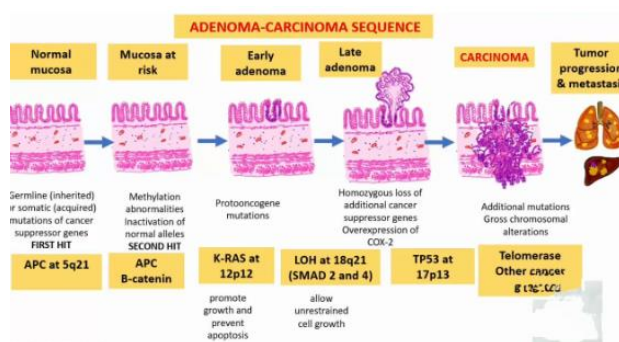 ADENOMA-CARCINOMA SEQUENCE
Normal
mucosa
Mucosa at
risk
Early
adenoma
Late
adenoma
CARCINOMA
Tumor
progression
& metastasis
Germline (inherited)
or somatic (acquired)
mutations of cancer
suppressor genes
FIRST HIT
Methylation
abnormalities
Inactivation of
normal alleles
SECOND HIT
Protooncogene
mutations
Homozygous loss of
additional cancer
suppressor genes
Overexpression of
COX-2
Additional mutations
Gross chromosomal
alterations
APC at 5q21
APC
B-catenin
K-RAS at
12p12
LOH at 18q21
(SMAD 2 and 4)
TP53 at
17p13
Telomerase
Other cancer
promote
growth and
prevent
apoptosis
allow
unrestrained
cell growth